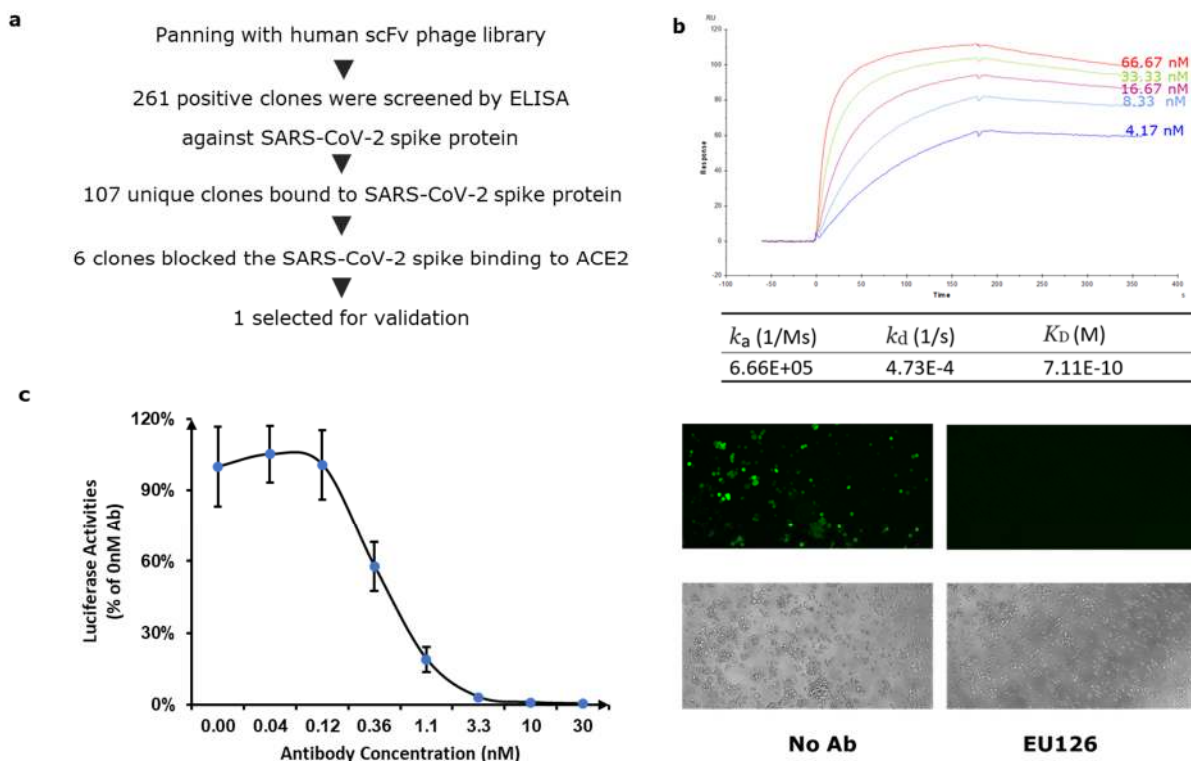 a
Panning with human scFv phage library
261 positive clones were screened by ELISA
against SARS-CoV-2 spike protein
107 unique clones bound to SARS-CoV-2 spike protein
6 clones blocked the SARS-CoV-2 spike binding to ACE2
1 selected for validation
b
RU
120
100
80
60
40
20
0
-20
Response
66.67 nM
33.33 nM
16.67 nM
8.33 nM
4.17 nM
-100 -50 0 50 100 150 200 250 300 350 400
Time s
ka (1/Ms) kd (1/s) KD (M)
6.66E+05 4.73E-4 7.11E-10
c
120%
90%
60%
30%
0%
Luciferase Activities
(% of 0nM Ab)
0.00 0.04 0.12 0.36 1.1 3.3 10 30
Antibody Concentration (nM)
No Ab EU126